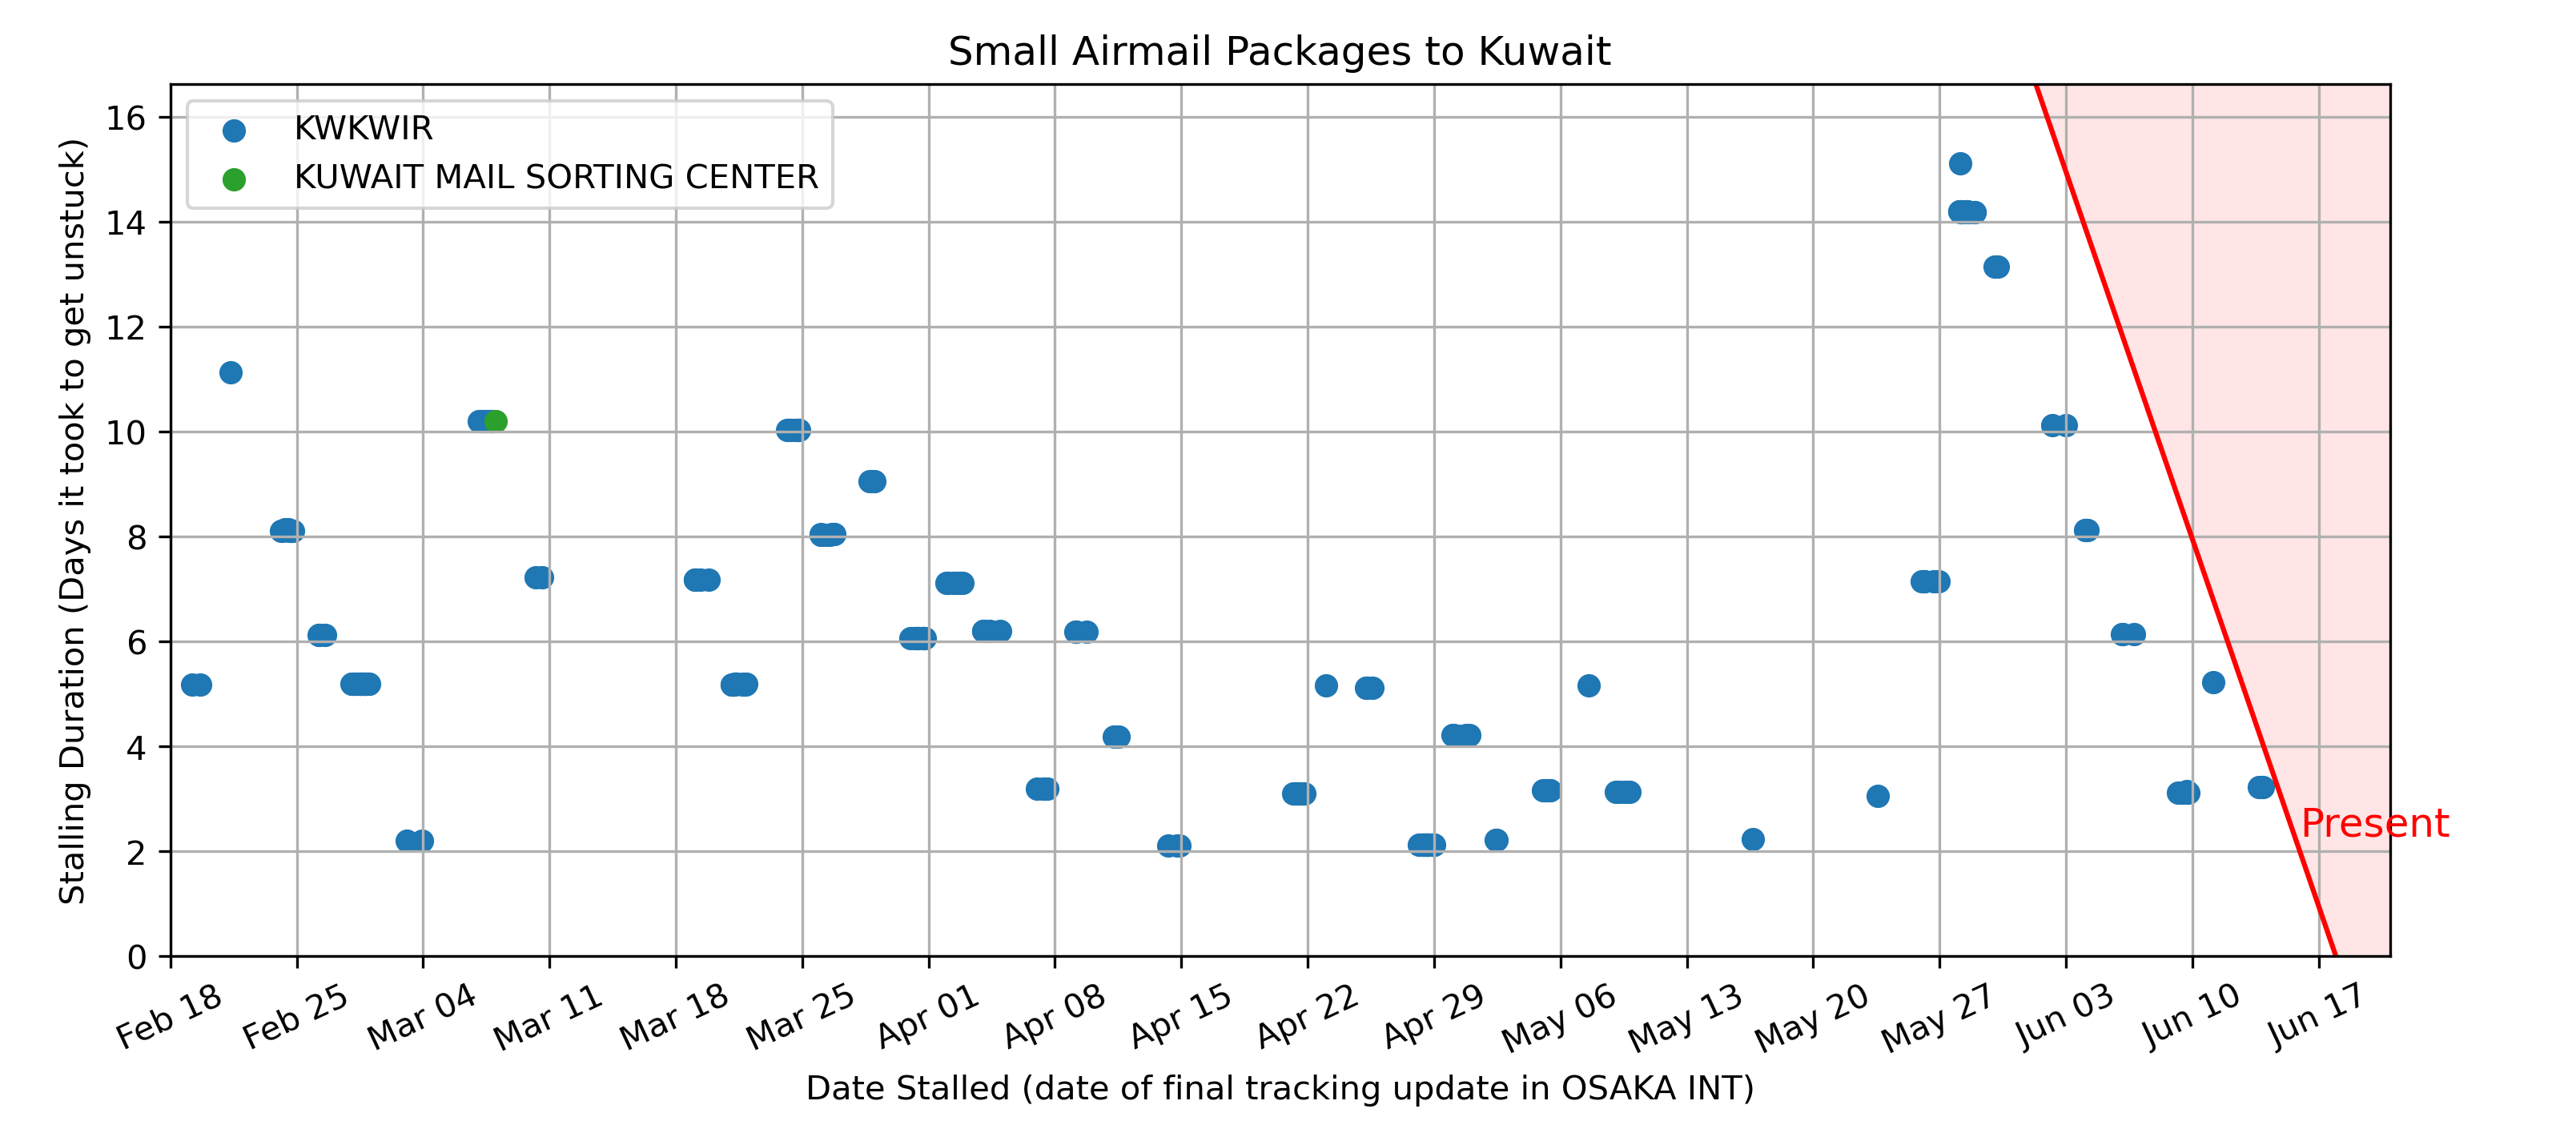 Small Airmail Packages to Kuwait
KWKWIR
KUWAIT MAIL SORTING CENTER
Stalling Duration (Days it took to get unstuck)
16
14
12
10
8
6
4
2
0
Present
Feb 18
Feb 25
Mar 04
Mar 11
Mar 18
Mar 25
Apr 01
Apr 08
Apr 15
Apr 22
Apr 29
May 06
May 13
May 20
May 27
Jun 03
Jun 10
Jun 17
Date Stalled (date of final tracking update in OSAKA INT)